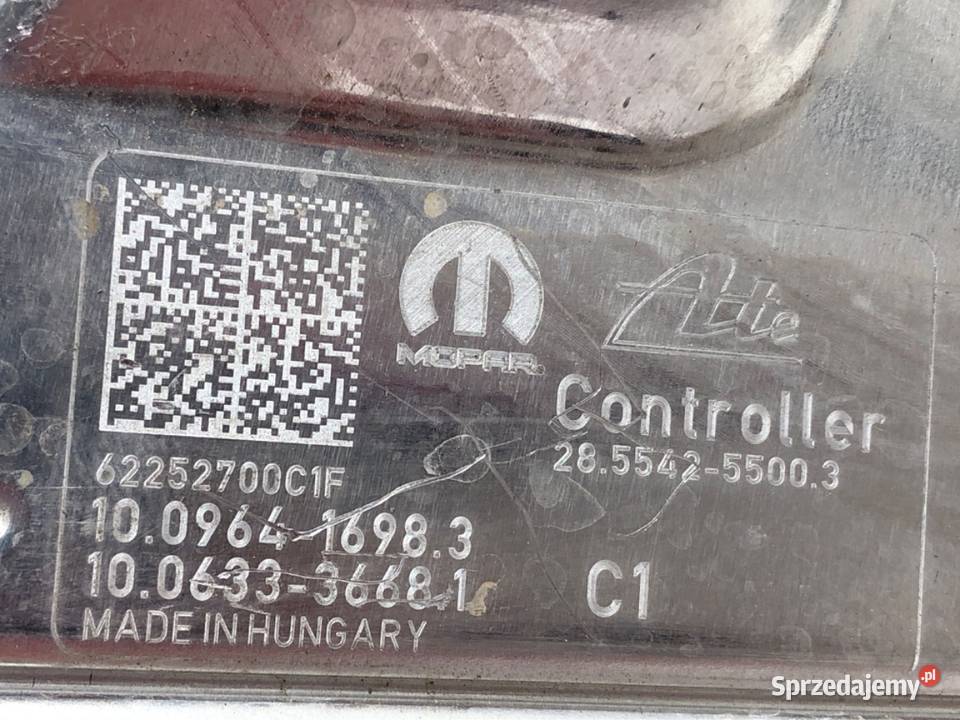 MOPAR®
Ate
Controller
28.5542-5500.3
62252700C1F
10.0964-1698.3
10.0633-3668.1
C1
MADE IN HUNGARY
Sprzedajemy.pl